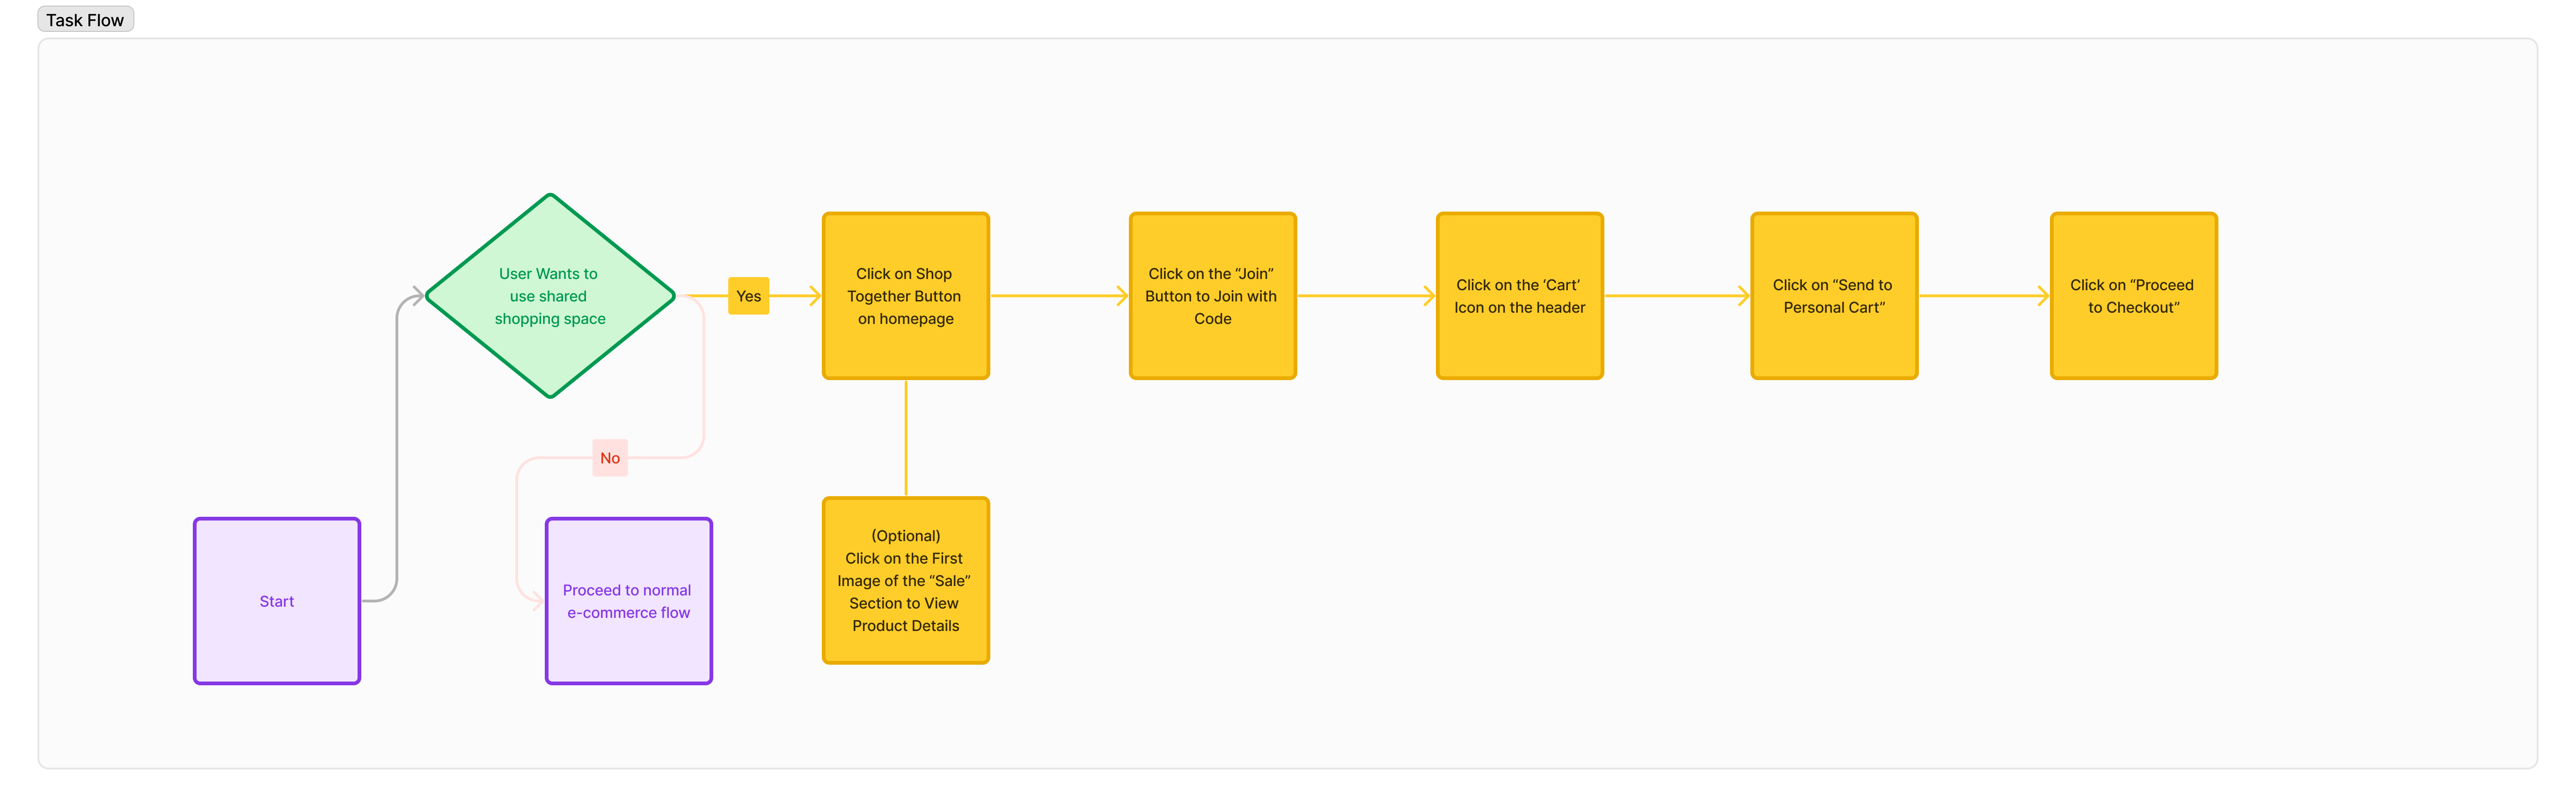 Task Flow
User Wants to
use shared
shopping space
Yes
Click on Shop
Together Button
on homepage
Click on the “Join”
Button to Join with
Code
Click on the ‘Cart’
Icon on the header
Click on “Send to
Personal Cart”
Click on “Proceed
to Checkout”
No
Start
Proceed to normal
e-commerce flow
(Optional)
Click on the First
Image of the “Sale”
Section to View
Product Details